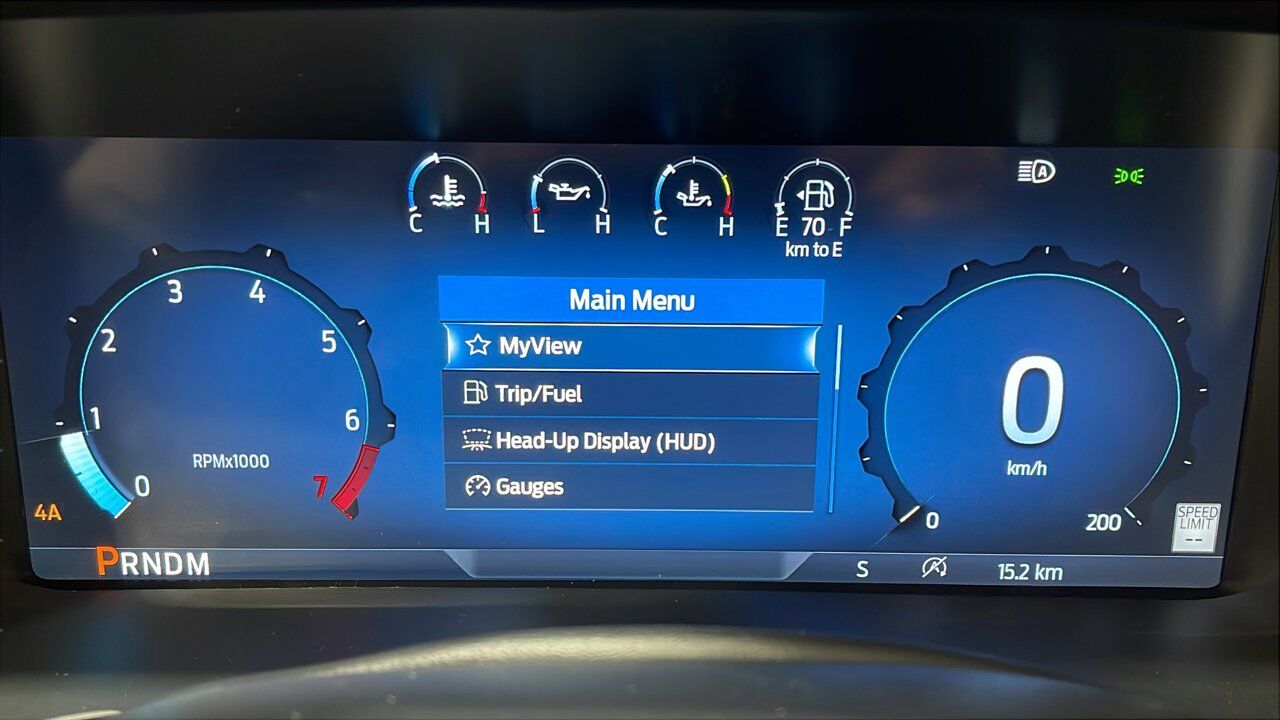 C H L H C H E 70 F
km to E
A
Main Menu
MyView
Trip/Fuel
Head-Up Display (HUD)
Gauges
0 1 2 3 4 5 6 7
RPMx1000
4A
PRNDM
0
km/h
0 200
SPEED
LIMIT
--
S A 15.2 km